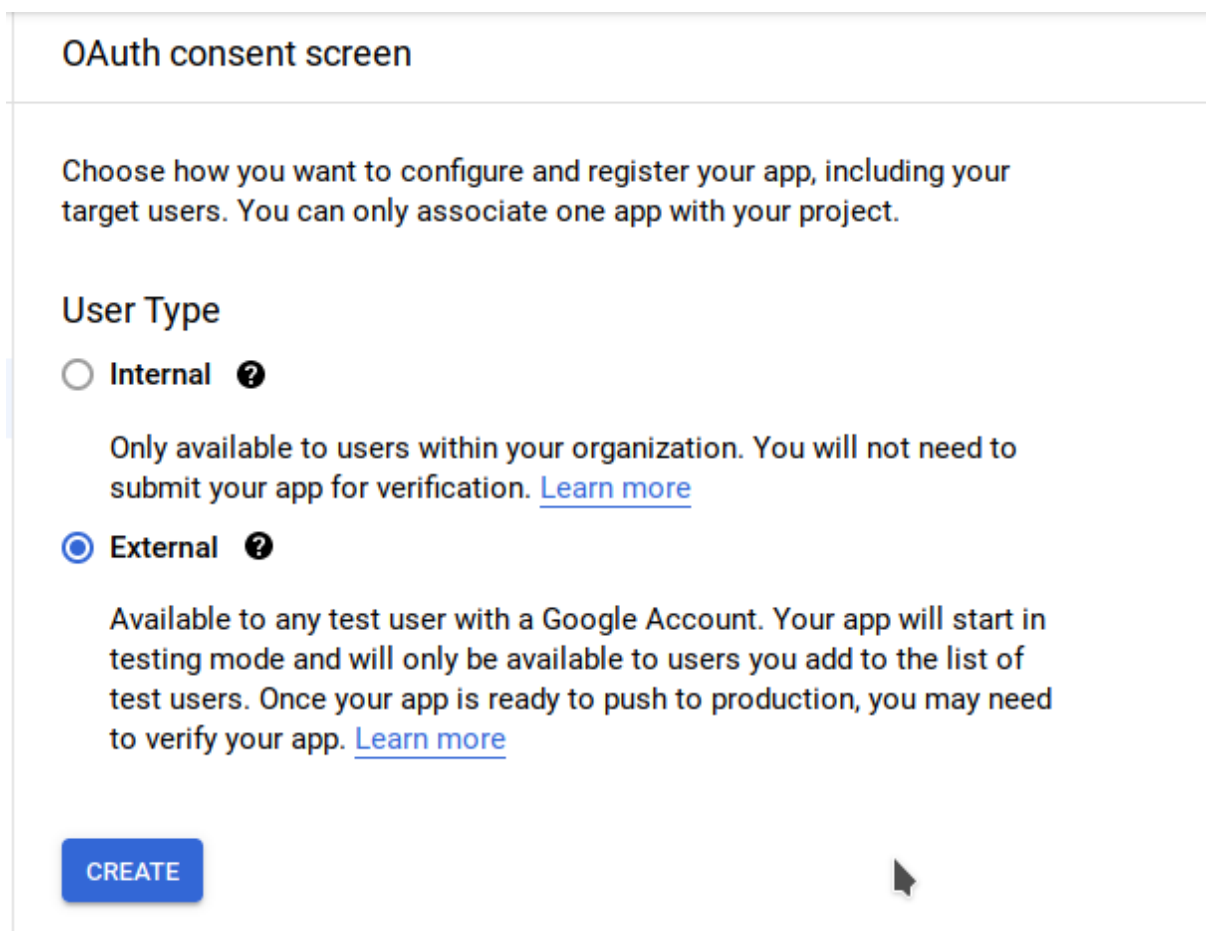 OAuth consent screen
Choose how you want to configure and register your app, including your
target users. You can only associate one app with your project.
User Type
Internal
Only available to users within your organization. You will not need to
submit your app for verification. Learn more
External
Available to any test user with a Google Account. Your app will start in
testing mode and will only be available to users you add to the list of
test users. Once your app is ready to push to production, you may need
to verify your app. Learn more
CREATE